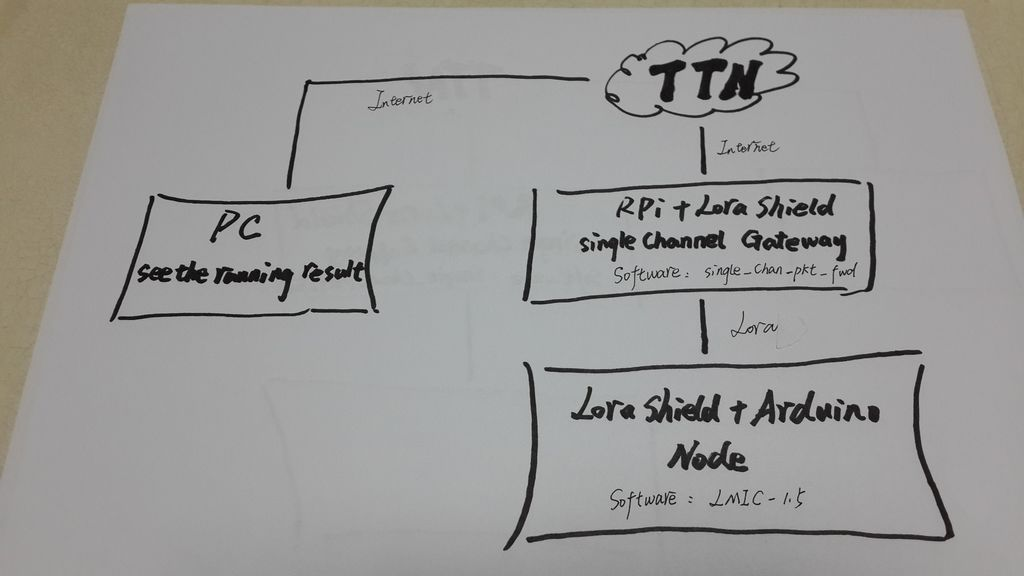 TTN
Internet
Internet
PC
see the running result
RPi + Lora Shield
single Channel Gateway
Software: single_chan_pkt_fwd
Lora
Lora Shield + Arduino
Node
Software: LMIC-1.5